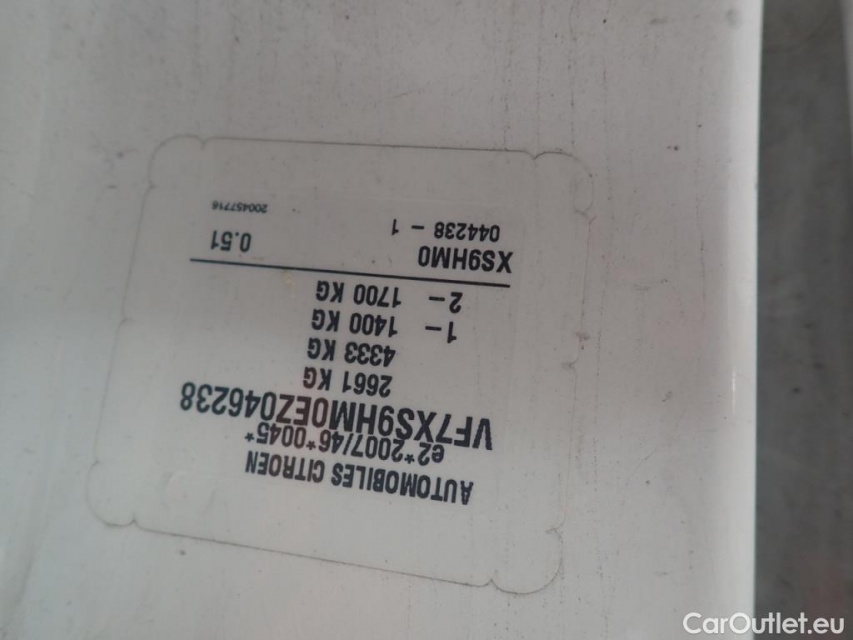 AUTOMOBILES CITROEN
e2*2007/46*0045*
VF7XS9HM0EZ046238
2661 KG
4333 KG
1– 1400 KG
2– 1700 KG
XS9HM0 0.51
044238 – 1
200457716
CarOutlet.eu